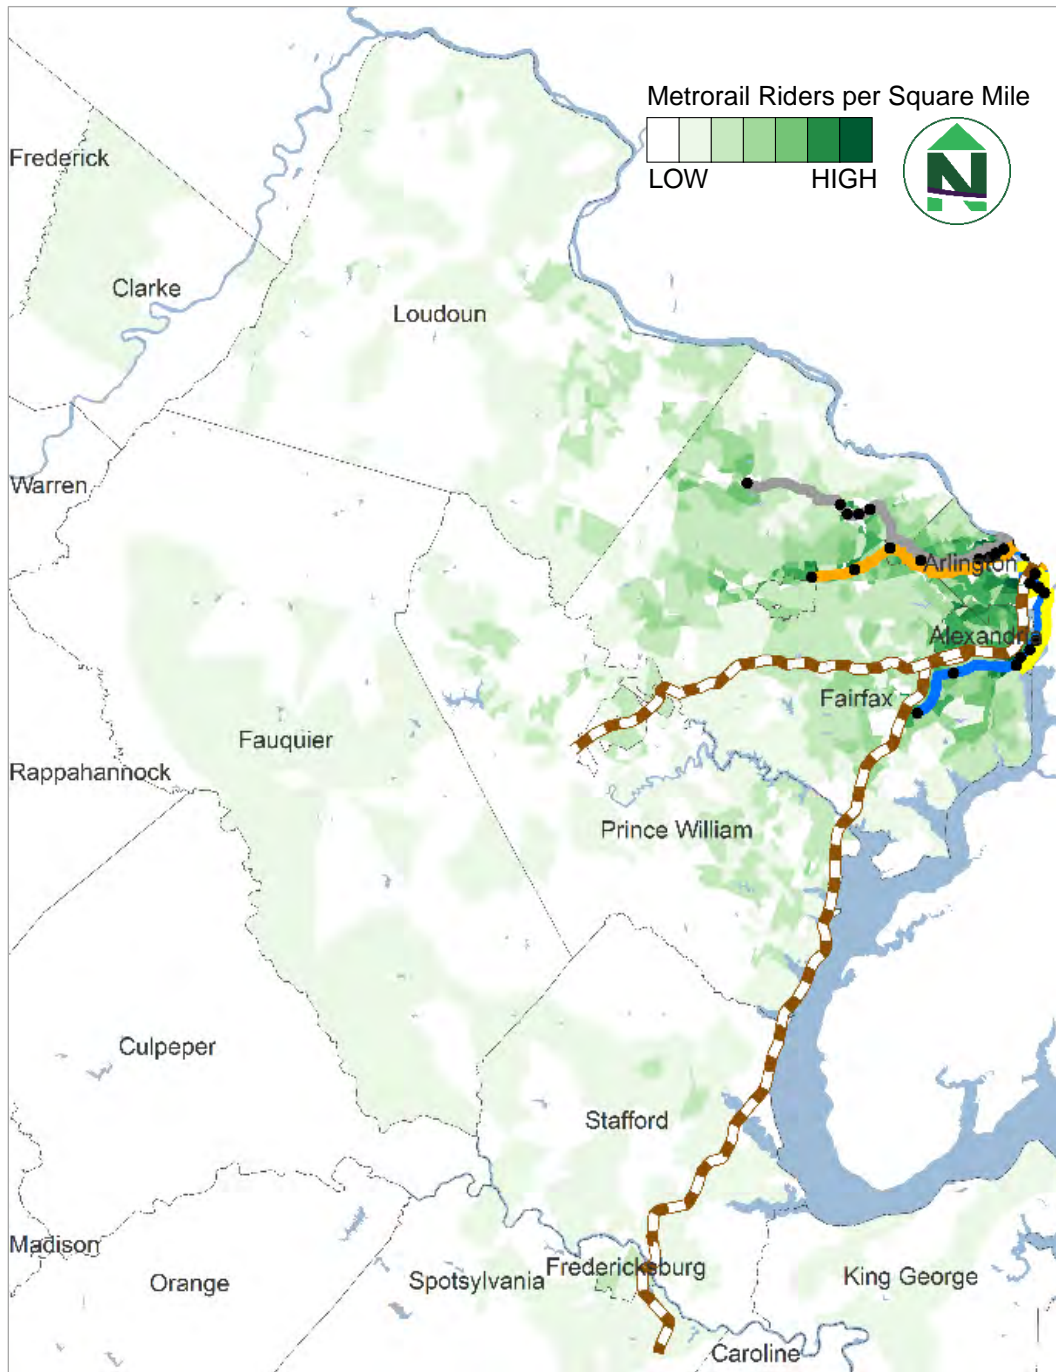 Metrorail Riders per Square Mile
LOW HIGH
N
Frederick
Clarke
Loudoun
Warren
Arlington
Alexandria
Fairfax
Fauquier
Rappahannock
Prince William
Culpeper
Stafford
Madison
Orange
Spotsylvania
Fredericksburg
King George
Caroline